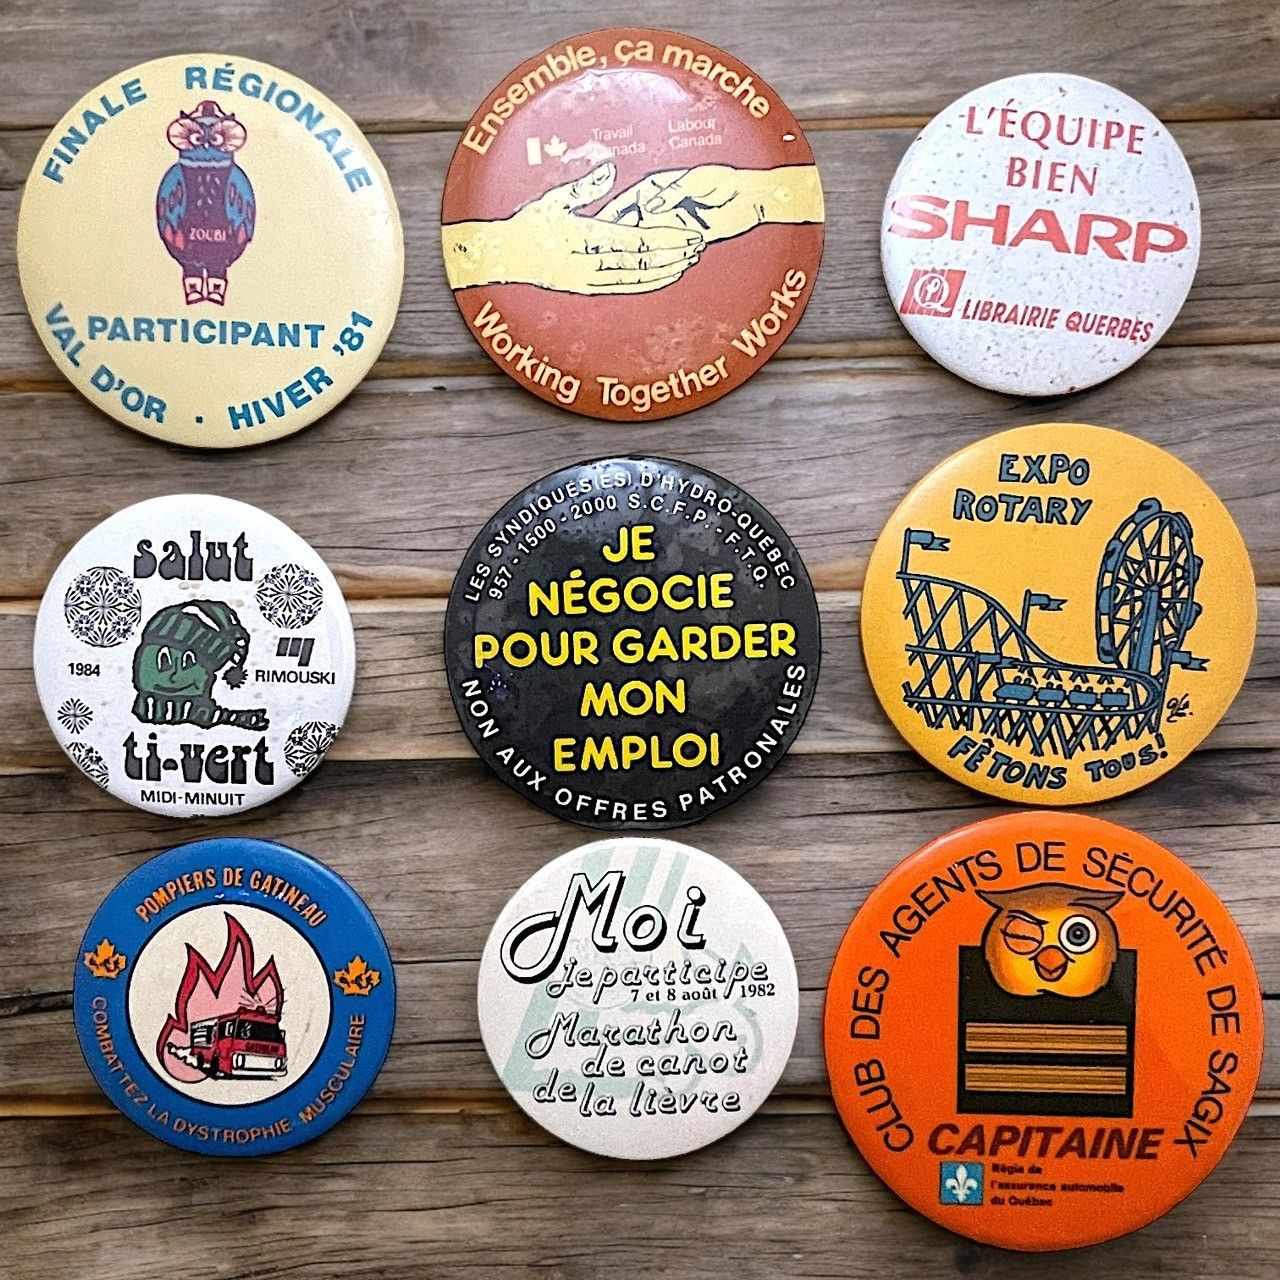 FINALE RÉGIONALE
ZOUBI
PARTICIPANT
VAL D'OR . HIVER '81
Ensemble, ça marche
Travail Canada
Labour Canada
Working Together Works
L'ÉQUIPE
BIEN
SHARP
LIBRAIRIE QUERBES
salut
1984
RIMOUSKI
ti-vert
MIDI-MINUIT
LES SYNDIQUÉS(ES) D'HYDRO-QUÉBEC
957 - 1500 - 2000 S.C.F.P. - F.T.Q.
JE
NÉGOCIE
POUR GARDER
MON
EMPLOI
NON AUX OFFRES PATRONALES
EXPO
ROTARY
FÊTONS TOUS!
POMPIERS DE GATINEAU
GATINEAU
COMBATTEZ LA DYSTROPHIE MUSCULAIRE
Moi
je participe
7 et 8 août 1982
Marathon
de canot
de la lièvre
CLUB DES AGENTS DE SÉCURITÉ DE SAGIX
CAPITAINE
Régie de
l'assurance automobile
du Québec